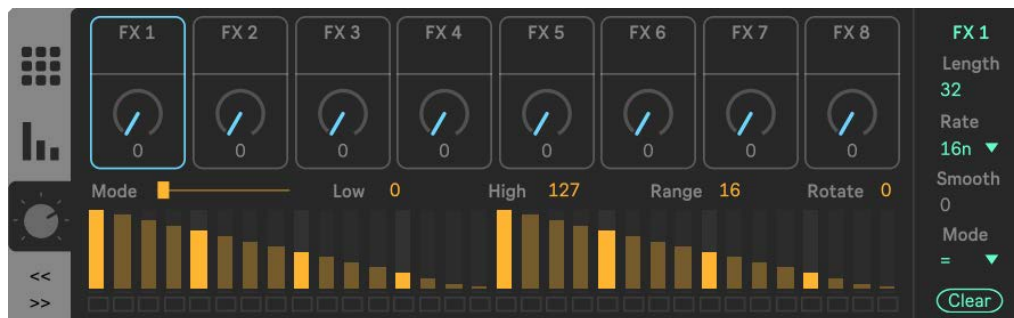 FX 1 FX 2 FX 3 FX 4 FX 5 FX 6 FX 7 FX 8
0 0 0 0 0 0 0 0
Mode Low 0 High 127 Range 16 Rotate 0
<<
>>
FX 1
Length
32
Rate
16n
Smooth
0
Mode
=
Clear